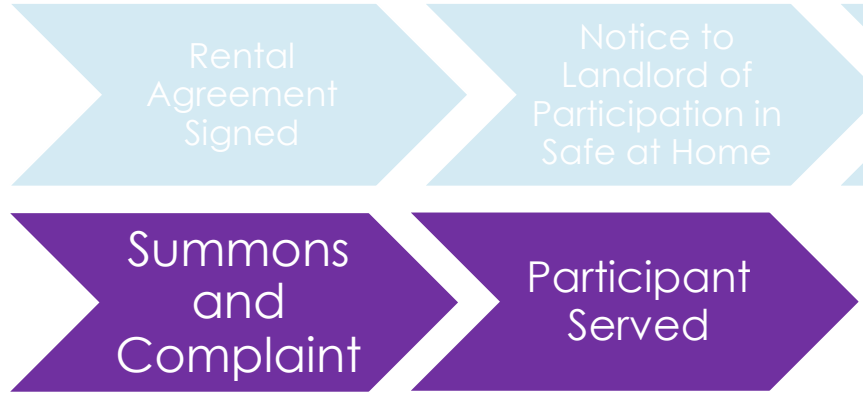 Rental
Agreement
Signed
Notice to
Landlord of
Participation in
Safe at Home
Summons
and
Complaint
Participant
Served